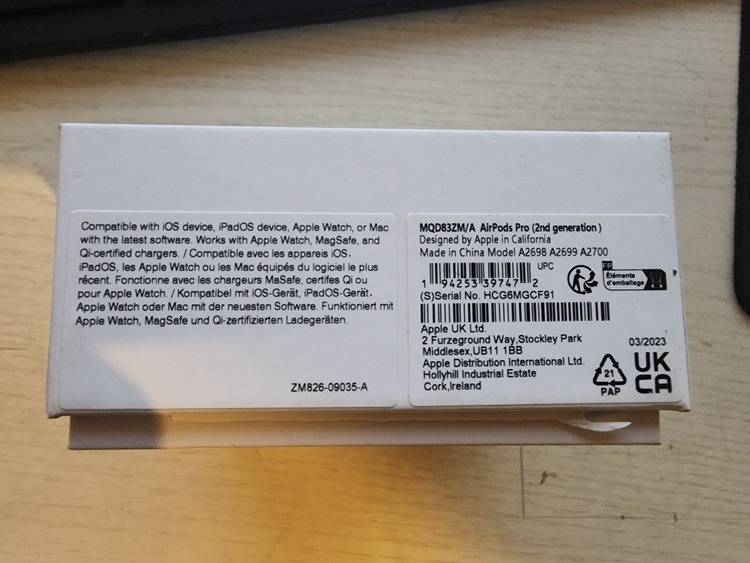 Compatible with iOS device, iPadOS device, Apple Watch, or Mac
with the latest software. Works with Apple Watch, MagSafe, and
Qi-certified chargers. / Compatible avec les appareils iOS,
iPadOS, les Apple Watch ou les Mac équipés du logiciel le plus
récent. Fonctionne avec les chargeurs MaSafe, certifes Qi ou
pour Apple Watch. / Kompatibel mit iOS-Gerät, iPadOS-Gerät,
Apple Watch oder Mac mit der neuesten Software. Funktioniert mit
Apple Watch, MagSafe und Qi-zertifizierten Ladegeräten.
ZM826-09035-A
MQD83ZM/A AirPods Pro (2nd generation )
Designed by Apple in California
Made in China Model A2698 A2699 A2700
UPC
1 94253 39747 2
FR
Éléments
d'emballage
(S)Serial No. HCG6MGCF91
Apple UK Ltd.
2 Furzeground Way,Stockley Park
Middlesex,UB11 1BB
Apple Distribution International Ltd.
Hollyhill Industrial Estate
Cork,Ireland
03/2023
21
PAP
UK
CA